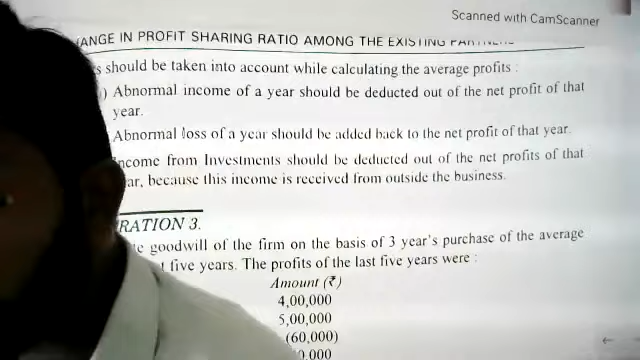 Scanned with CamScanner
ANGE IN PROFIT SHARING RATIO AMONG THE EXISTING
s should be taken into account while calculating the average profits :
) Abnormal income of a year should be deducted out of the net profit of that
year.
Abnormal loss of a year should be added back to the net profit of that year.
ncome from Investments should be deducted out of the net profits of that
ar, because this income is received from outside the business.
RATION 3.
e goodwill of the firm on the basis of 3 year's purchase of the average
t five years. The profits of the last five years were :
Amount (₹)
4,00,000
5,00,000
(60,000)